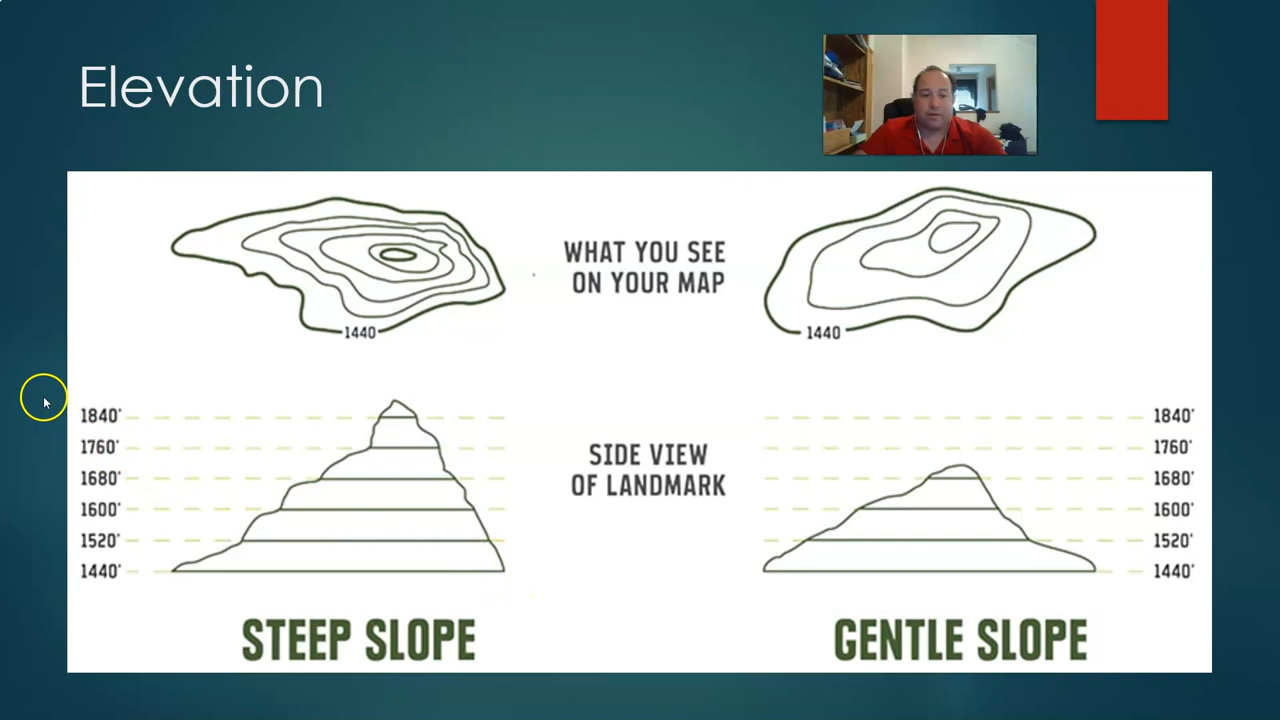 Elevation
WHAT YOU SEE
ON YOUR MAP
1440
1440
1840'
1760'
1680'
1600'
1520'
1440'
SIDE VIEW
OF LANDMARK
1840'
1760'
1680'
1600'
1520'
1440'
STEEP SLOPE
GENTLE SLOPE